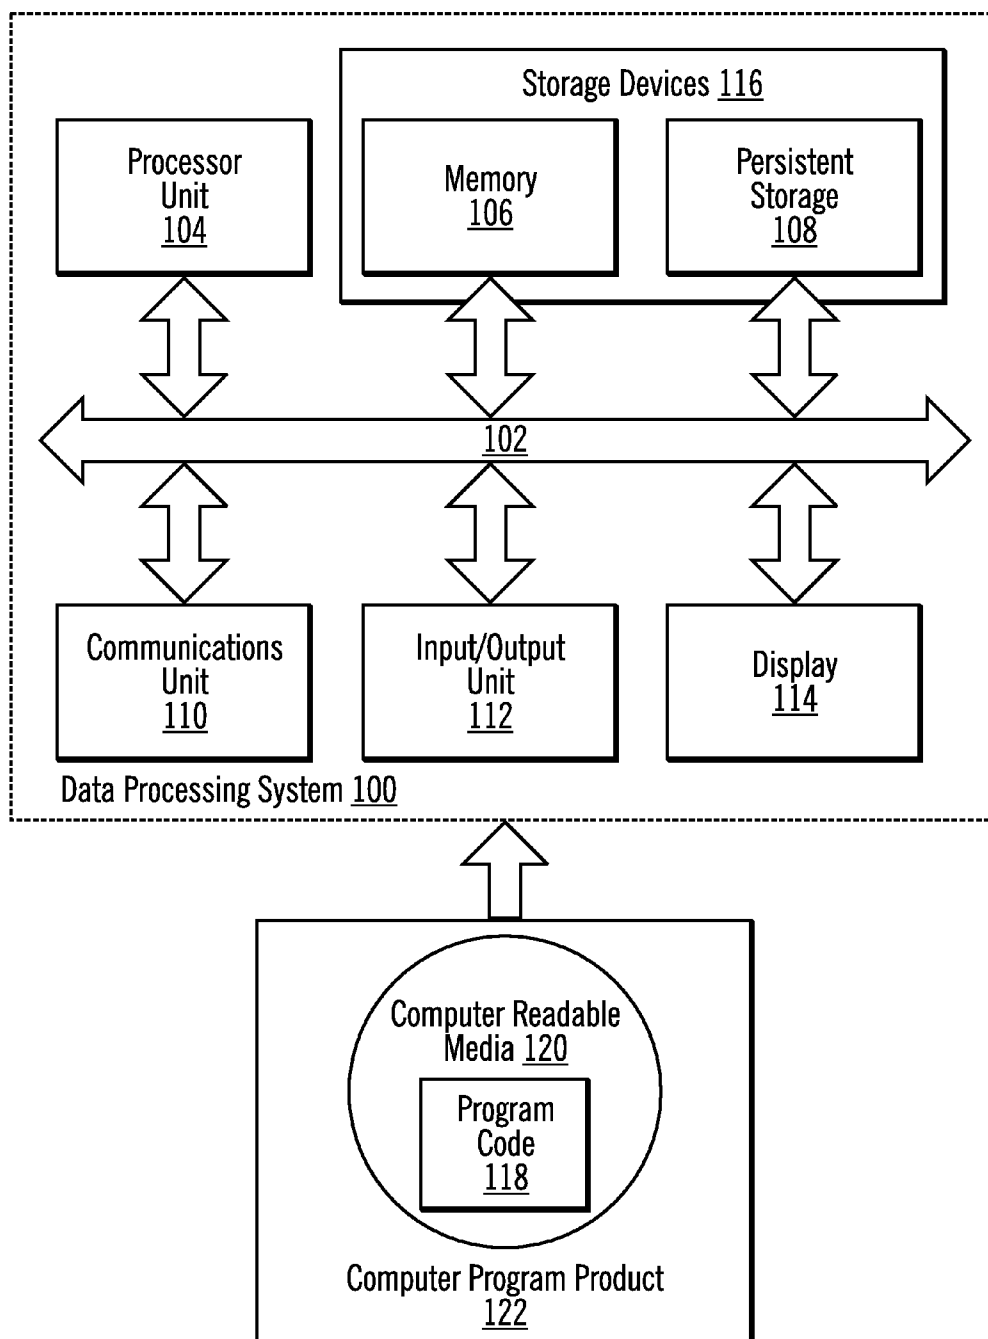 Storage Devices 116
Processor
Unit
104
Memory
106
Persistent
Storage
108
102
Communications
Unit
110
Input/Output
Unit
112
Display
114
Data Processing System 100
Computer Readable
Media 120
Program
Code
118
Computer Program Product
122